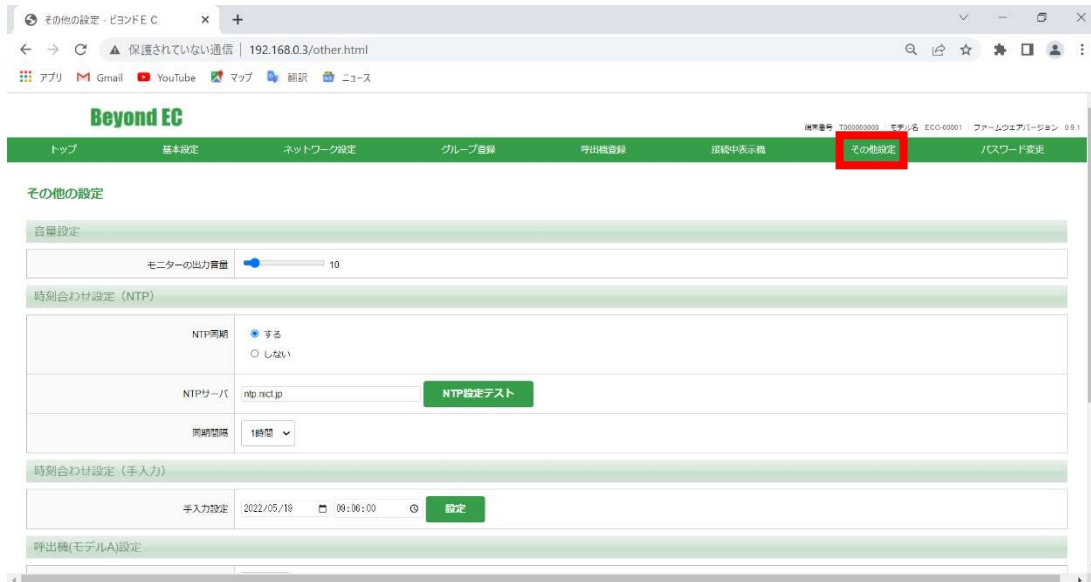 その他の設定 - ビヨンドE C
保護されていない通信 192.168.0.3/other.html
アプリ Gmail YouTube マップ 翻訳 ニュース
Beyond EC
端末番号 T000000000 モデル名 ECO-00001 ファームウェアバージョン 0.9.1
トップ 基本設定 ネットワーク設定 グループ登録 呼出機登録 接続中表示機 その他設定 パスワード変更
その他の設定
音量設定
モニターの出力音量 10
時刻合わせ設定（NTP）
NTP同期 する
しない
NTPサーバ ntp.nict.jp NTP設定テスト
同期間隔 1時間
時刻合わせ設定（手入力）
手入力設定 2022/05/19 09:06:00 設定
呼出機(モデルA)設定